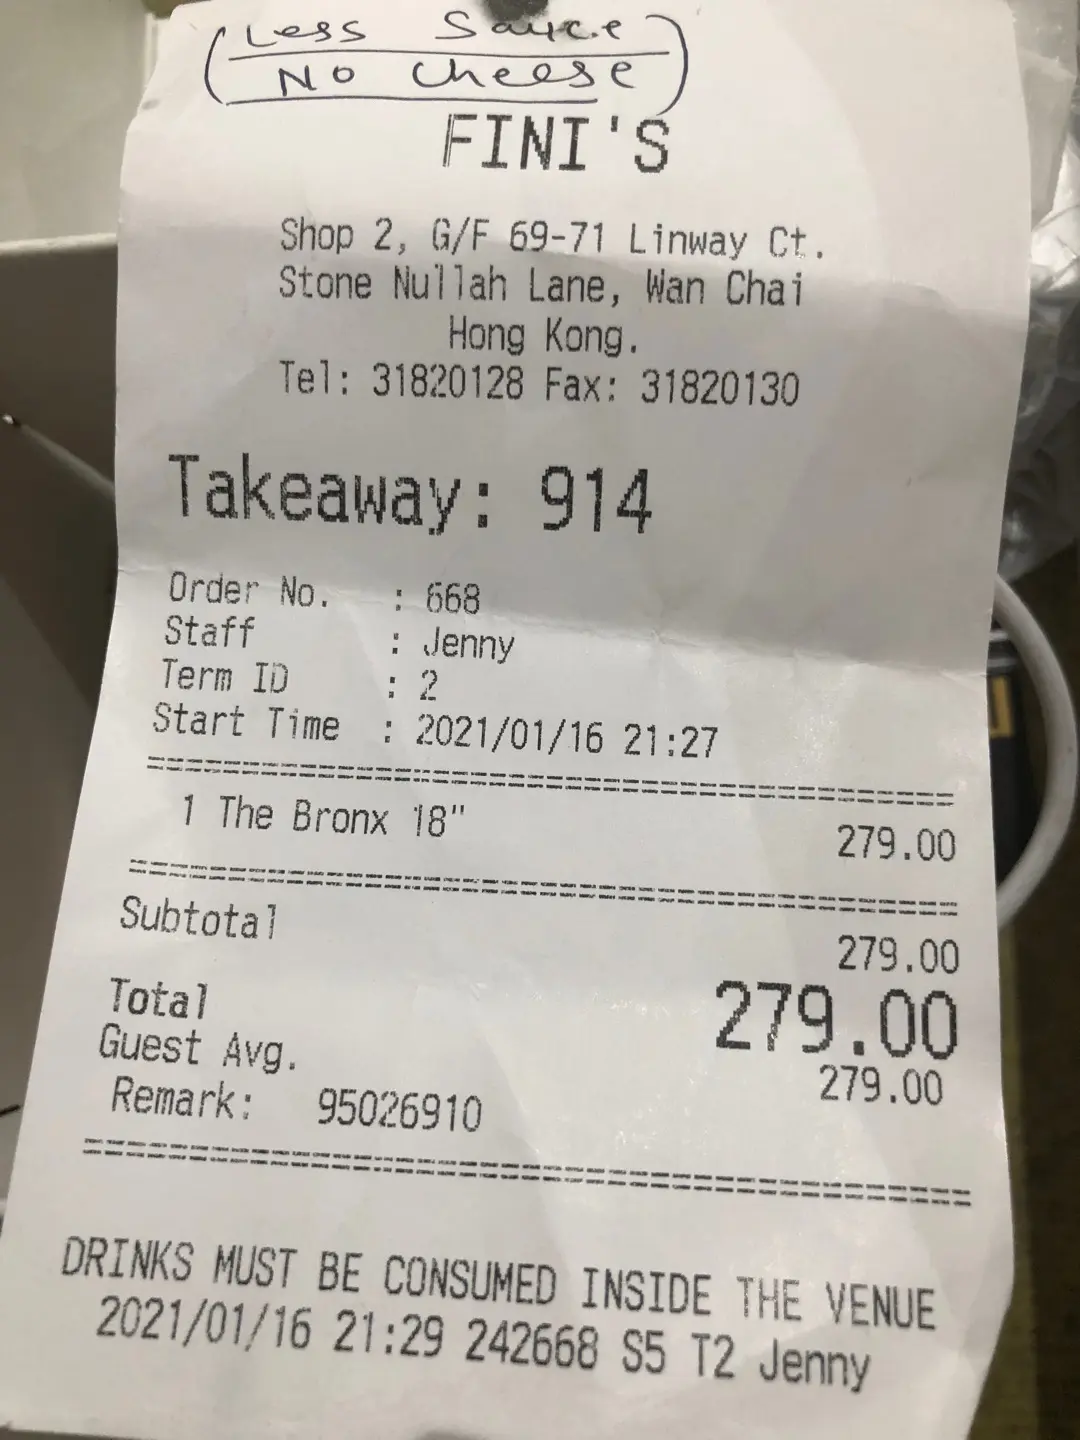 (Less Sauce
No Cheese)
FINI'S
Shop 2, G/F 69-71 Linway Ct.
Stone Nullah Lane, Wan Chai
Hong Kong.
Tel: 31820128 Fax: 31820130
Takeaway: 914
Order No. : 668
Staff : Jenny
Term ID : 2
Start Time : 2021/01/16 21:27
1 The Bronx 18" 279.00
Subtotal 279.00
Total 279.00
Guest Avg. 279.00
Remark: 95026910
DRINKS MUST BE CONSUMED INSIDE THE VENUE
2021/01/16 21:29 242668 S5 T2 Jenny